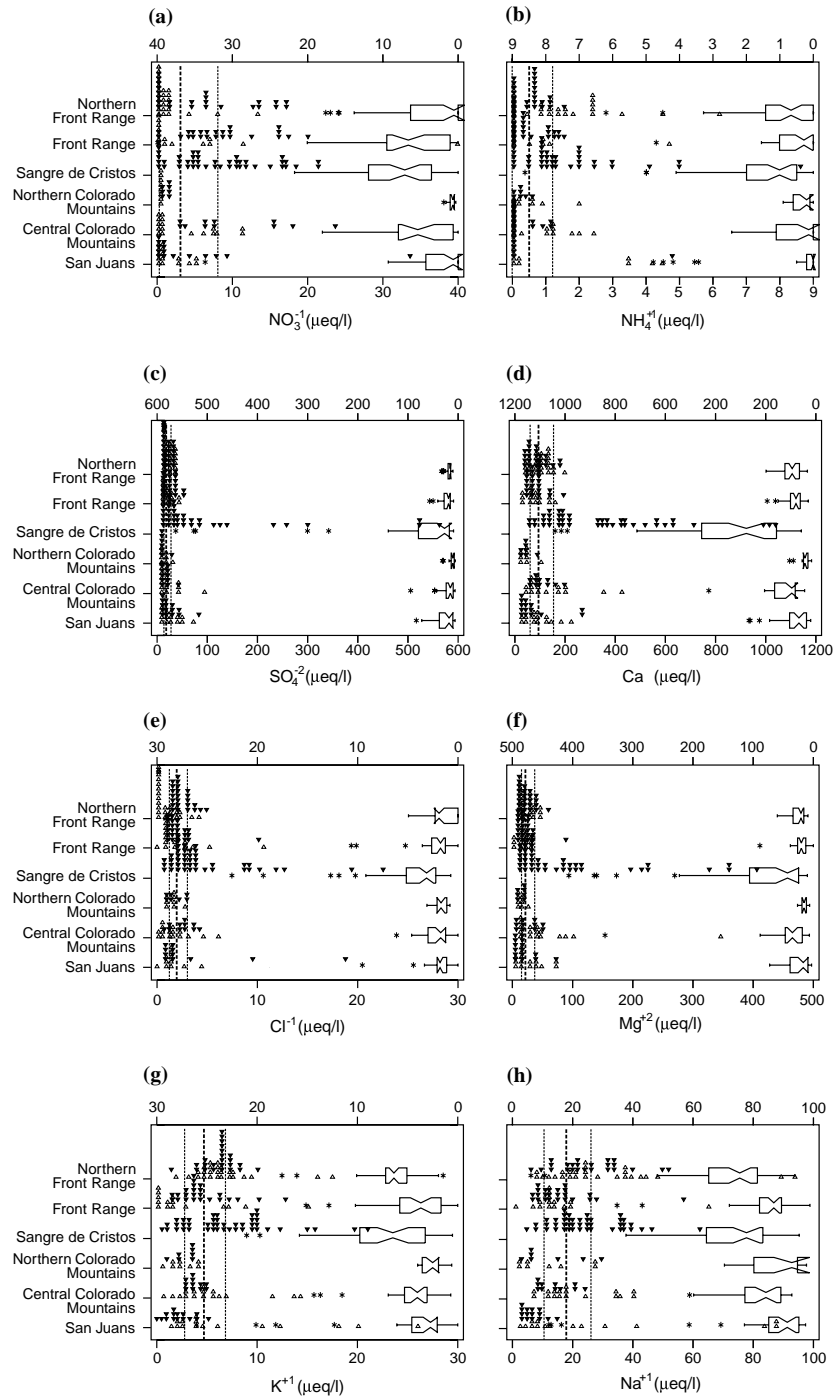 (a)
(b)
40 30 20 10 0
9 8 7 6 5 4 3 2 1 0
Northern
Front Range
Front Range
Sangre de Cristos
Northern Colorado
Mountains
Central Colorado
Mountains
San Juans
0 10 20 30 40
0 1 2 3 4 5 6 7 8 9
NO₃⁻¹(µeq/l)
NH₄⁺¹(µeq/l)
(c)
(d)
600 500 400 300 200 100 0
1200 1000 800 600 400 200 0
Northern
Front Range
Front Range
Sangre de Cristos
Northern Colorado
Mountains
Central Colorado
Mountains
San Juans
0 100 200 300 400 500 600
0 200 400 600 800 1000 1200
SO₄⁻²(µeq/l)
Ca (µeq/l)
(e)
(f)
30 20 10 0
500 400 300 200 100 0
Northern
Front Range
Front Range
Sangre de Cristos
Northern Colorado
Mountains
Central Colorado
Mountains
San Juans
0 10 20 30
0 100 200 300 400 500
Cl⁻¹(µeq/l)
Mg⁺²(µeq/l)
(g)
(h)
30 20 10 0
0 20 40 60 80 100
Northern
Front Range
Front Range
Sangre de Cristos
Northern Colorado
Mountains
Central Colorado
Mountains
San Juans
0 10 20 30
0 20 40 60 80 100
K⁺¹(µeq/l)
Na⁺¹(µeq/l)